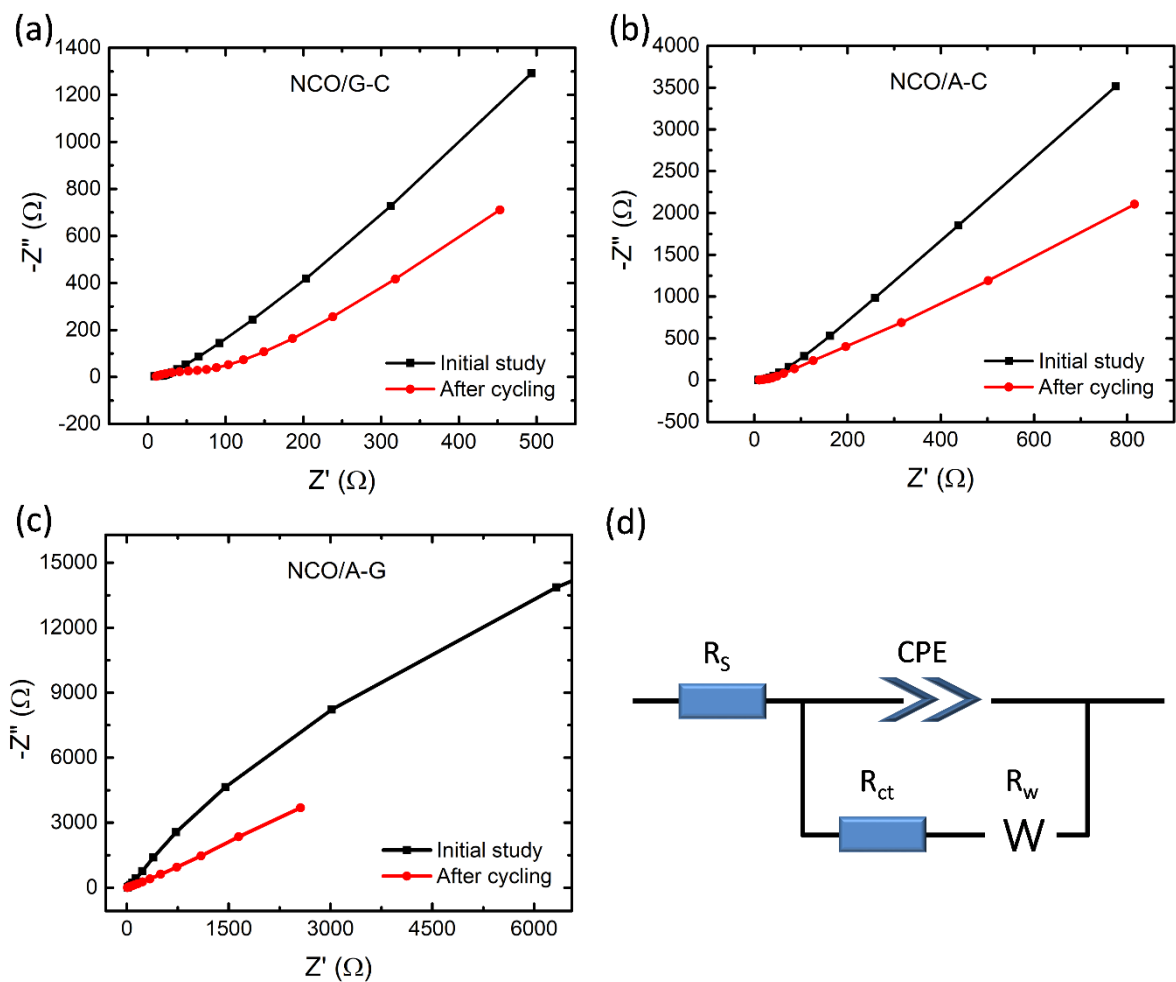 (a)
NCO/G-C
1400
1200
1000
800
600
400
200
0
-200
-Z" (Ω)
0 100 200 300 400 500
Z' (Ω)
Initial study
After cycling
(b)
NCO/A-C
4000
3500
3000
2500
2000
1500
1000
500
0
-500
-Z" (Ω)
0 200 400 600 800
Z' (Ω)
Initial study
After cycling
(c)
NCO/A-G
15000
12000
9000
6000
3000
0
-Z" (Ω)
0 1500 3000 4500 6000
Z' (Ω)
Initial study
After cycling
(d)
RS CPE
Rct Rw
W